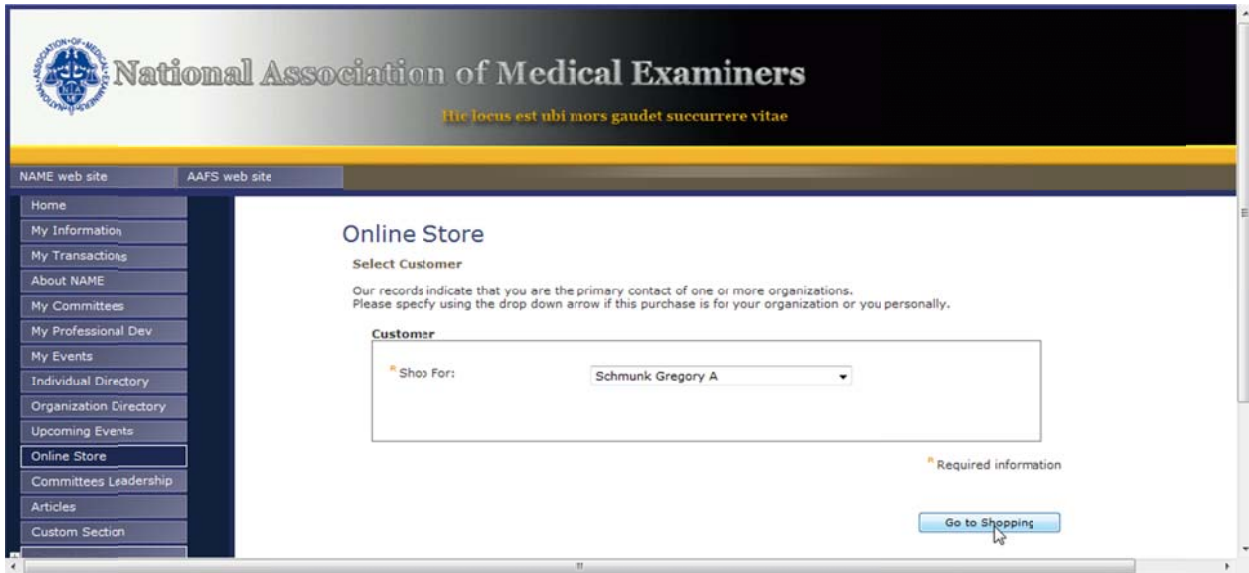 National Association of Medical Examiners
Hic locus est ubi mors gaudet succurrere vitae
NAME web site
AAFS web site
Home
My Information
My Transactions
About NAME
My Committees
My Professional Dev
My Events
Individual Directory
Organization Directory
Upcoming Events
Online Store
Committees Leadership
Articles
Custom Section
Online Store
Select Customer
Our records indicate that you are the primary contact of one or more organizations.
Please specfy using the drop down arrow if this purchase is for your organization or you personally.
Customer
R Shop For:
Schmunk Gregory A
R Required information
Go to Shopping